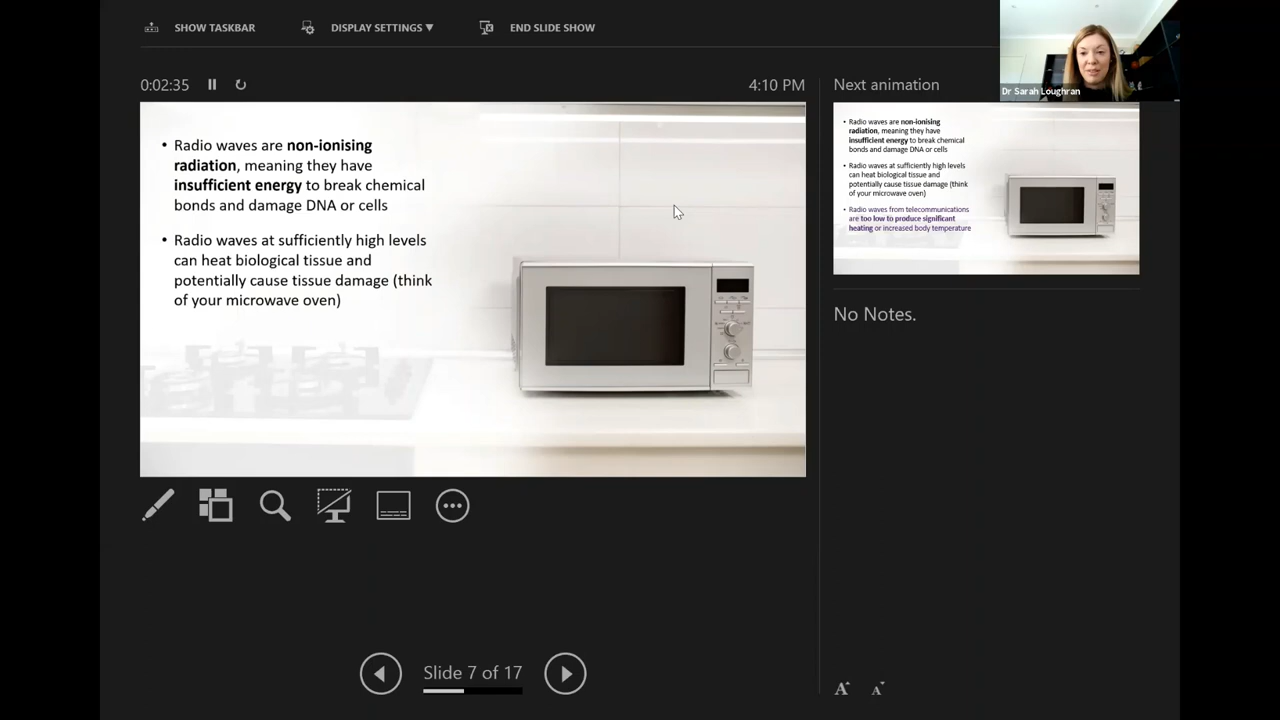 SHOW TASKBAR
DISPLAY SETTINGS ▼
END SLIDE SHOW
Dr Sarah Loughran
0:02:35
4:10 PM
Next animation
• Radio waves are non-ionising
radiation, meaning they have
insufficient energy to break chemical
bonds and damage DNA or cells
• Radio waves at sufficiently high levels
can heat biological tissue and
potentially cause tissue damage (think
of your microwave oven)
• Radio waves are non-ionising
radiation, meaning they have
insufficient energy to break chemical
bonds and damage DNA or cells
• Radio waves at sufficiently high levels
can heat biological tissue and
potentially cause tissue damage (think
of your microwave oven)
• Radio waves from telecommunications
are too low to produce significant
heating or increased body temperature
No Notes.
Slide 7 of 17
A A